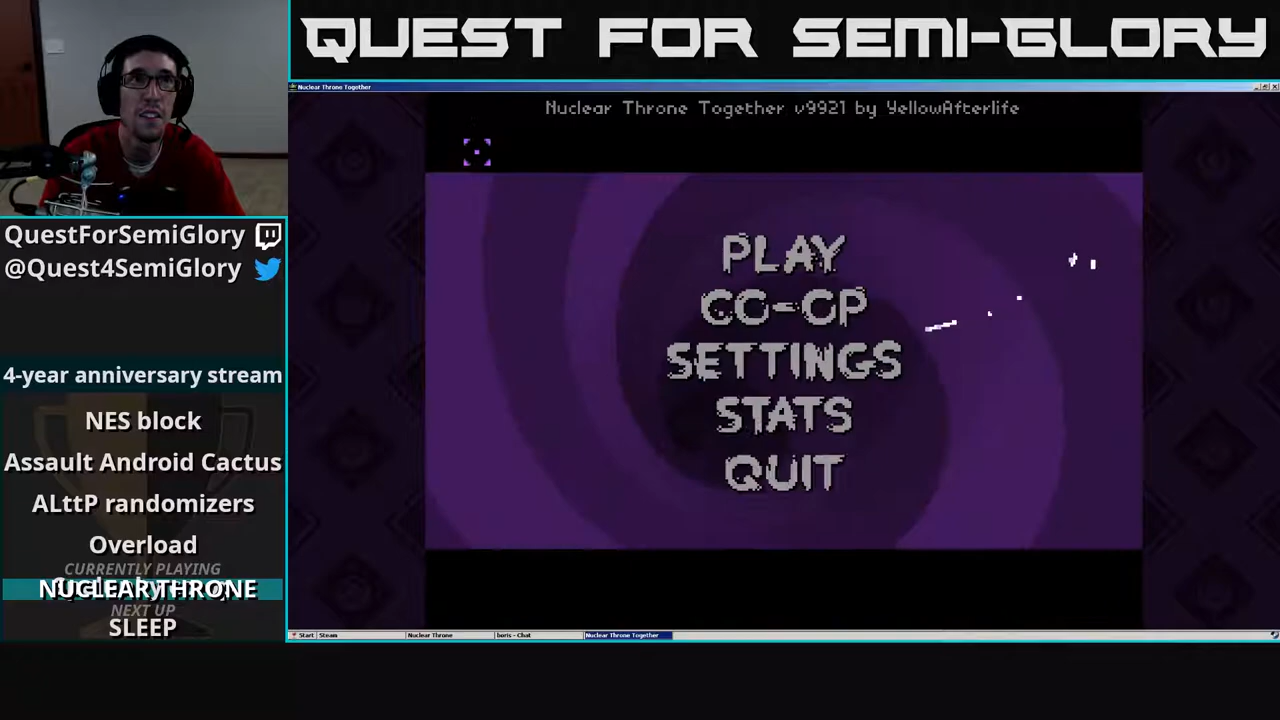 QUEST FOR SEMI-GLORY
Nuclear Throne Together
Nuclear Throne Together v9921 by YellowAfterlife
PLAY
CO-OP
SETTINGS
STATS
QUIT
QuestForSemiGlory
@Quest4SemiGlory
4-year anniversary stream
NES block
Assault Android Cactus
ALttP randomizers
Overload
CURRENTLY PLAYING
NUCLEAR THRONE
NEXT UP
SLEEP
Start Steam Nuclear Throne boris - Chat Nuclear Throne Together